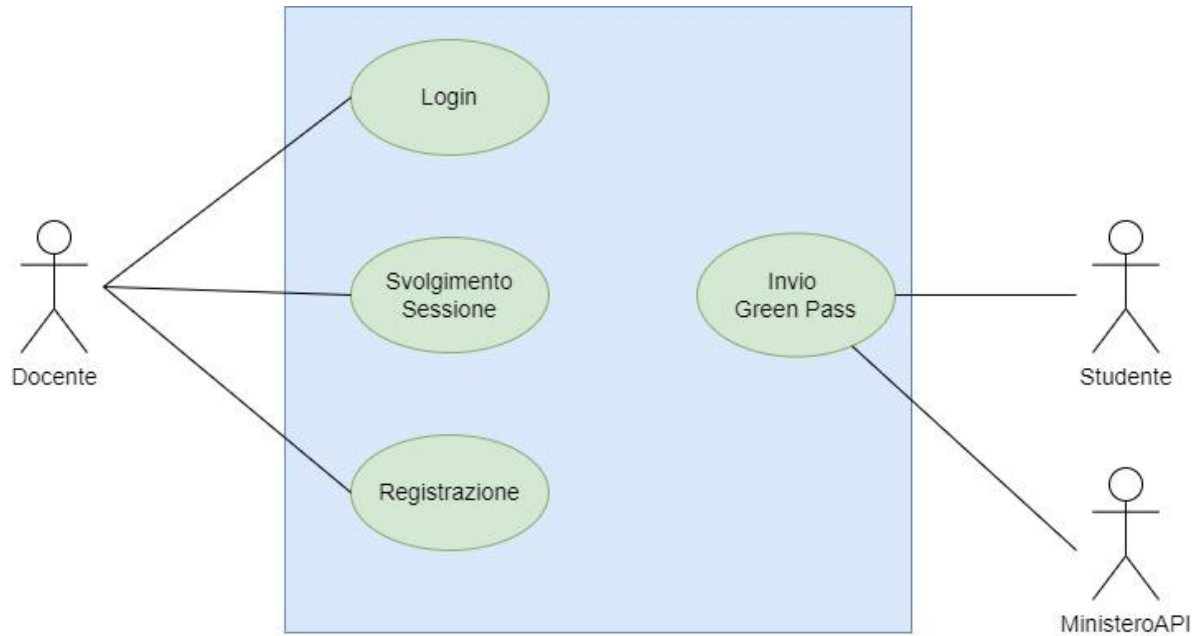 Login
Svolgimento
Sessione
Invio
Green Pass
Docente
Studente
Registrazione
MinisteroAPI